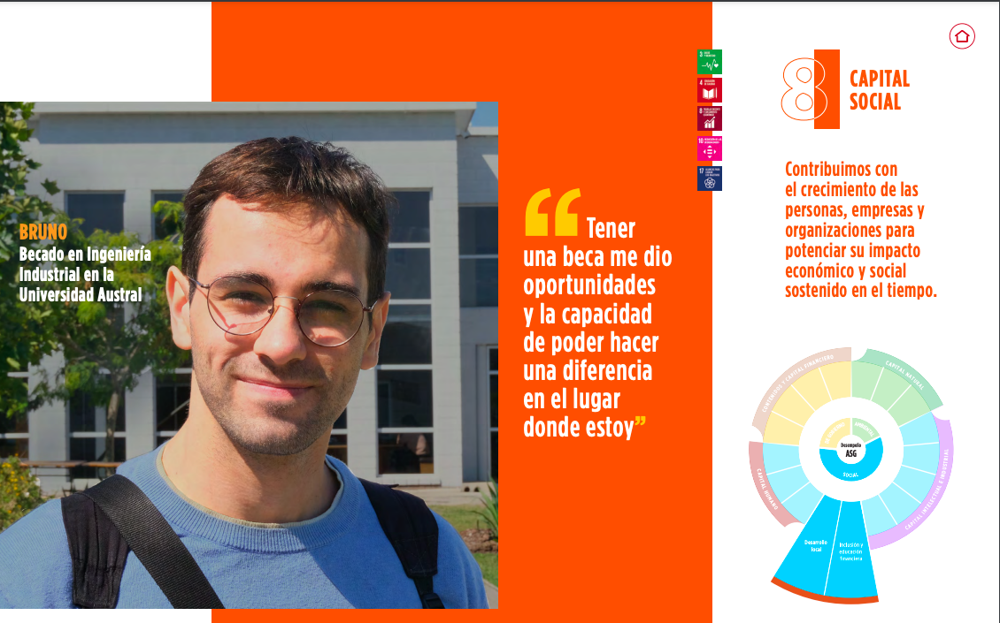 BRUNO
Becado en Ingeniería
Industrial en la
Universidad Austral
“ Tener
una beca me dio
oportunidades
y la capacidad
de poder hacer
una diferencia
en el lugar
donde estoy”
3
4
8
10
17
8
CAPITAL
SOCIAL
Contribuimos con
el crecimiento de las
personas, empresas y
organizaciones para
potenciar su impacto
económico y social
sostenido en el tiempo.
CAPITAL FINANCIERO
CAPITAL NATURAL
CAPITAL HUMANO
CAPITAL INTELECTUAL E INDUSTRIAL
AMBIENTAL
Desempeño
ASG
SOCIAL
Desarrollo
local
Inclusión y
educación
financiera